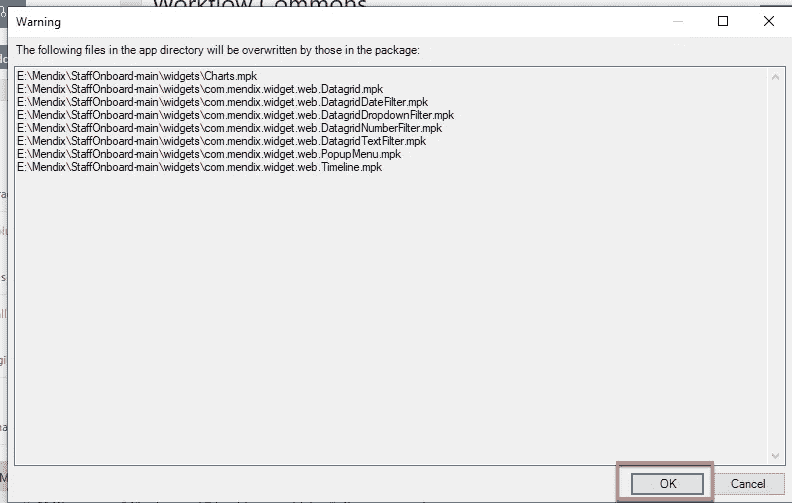 Workflow Commons
Warning
The following files in the app directory will be overwritten by those in the package:
E:\Mendix\StaffOnboard-main\widgets\Charts.mpk
E:\Mendix\StaffOnboard-main\widgets\com.mendix.widget.web.Datagrid.mpk
E:\Mendix\StaffOnboard-main\widgets\com.mendix.widget.web.DatagridDateFilter.mpk
E:\Mendix\StaffOnboard-main\widgets\com.mendix.widget.web.DatagridDropdownFilter.mpk
E:\Mendix\StaffOnboard-main\widgets\com.mendix.widget.web.DatagridNumberFilter.mpk
E:\Mendix\StaffOnboard-main\widgets\com.mendix.widget.web.DatagridTextFilter.mpk
E:\Mendix\StaffOnboard-main\widgets\com.mendix.widget.web.PopupMenu.mpk
E:\Mendix\StaffOnboard-main\widgets\com.mendix.widget.web.Timeline.mpk
OK Cancel